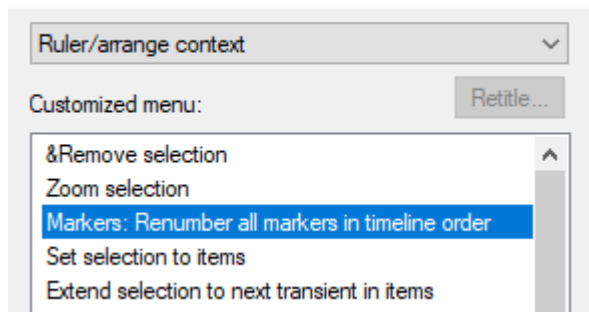 Ruler/arrange context
Customized menu:
Retitle...
&Remove selection
Zoom selection
Markers: Renumber all markers in timeline order
Set selection to items
Extend selection to next transient in items